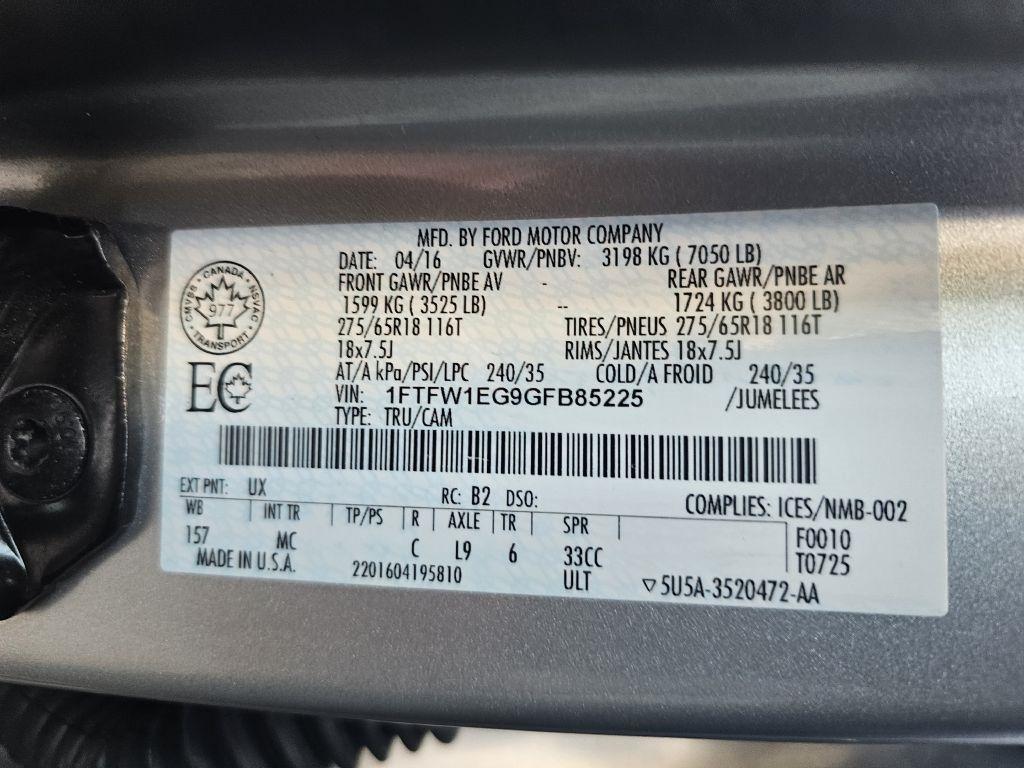 MFD. BY FORD MOTOR COMPANY
DATE: 04/16 GVWR/PNBV: 3198 KG ( 7050 LB)
FRONT GAWR/PNBE AV - REAR GAWR/PNBE AR
1599 KG ( 3525 LB) -- 1724 KG ( 3800 LB)
275/65R18 116T TIRES/PNEUS 275/65R18 116T
18x7.5J RIMS/JANTES 18x7.5J
AT/A kPa/PSI/LPC 240/35 COLD/A FROID 240/35
VIN: 1FTFW1EG9GFB85225 /JUMELEES
TYPE: TRU/CAM
CANADA
CMVSS NSVAC
977
TRANSPORT
EC
EXT PNT: UX RC: B2 DSO: COMPLIES: ICES/NMB-002
WB INT TR TP/PS R AXLE TR SPR F0010
157 MC C L9 6 33CC T0725
MADE IN U.S.A. 2201604195810 ULT ▽5U5A-3520472-AA